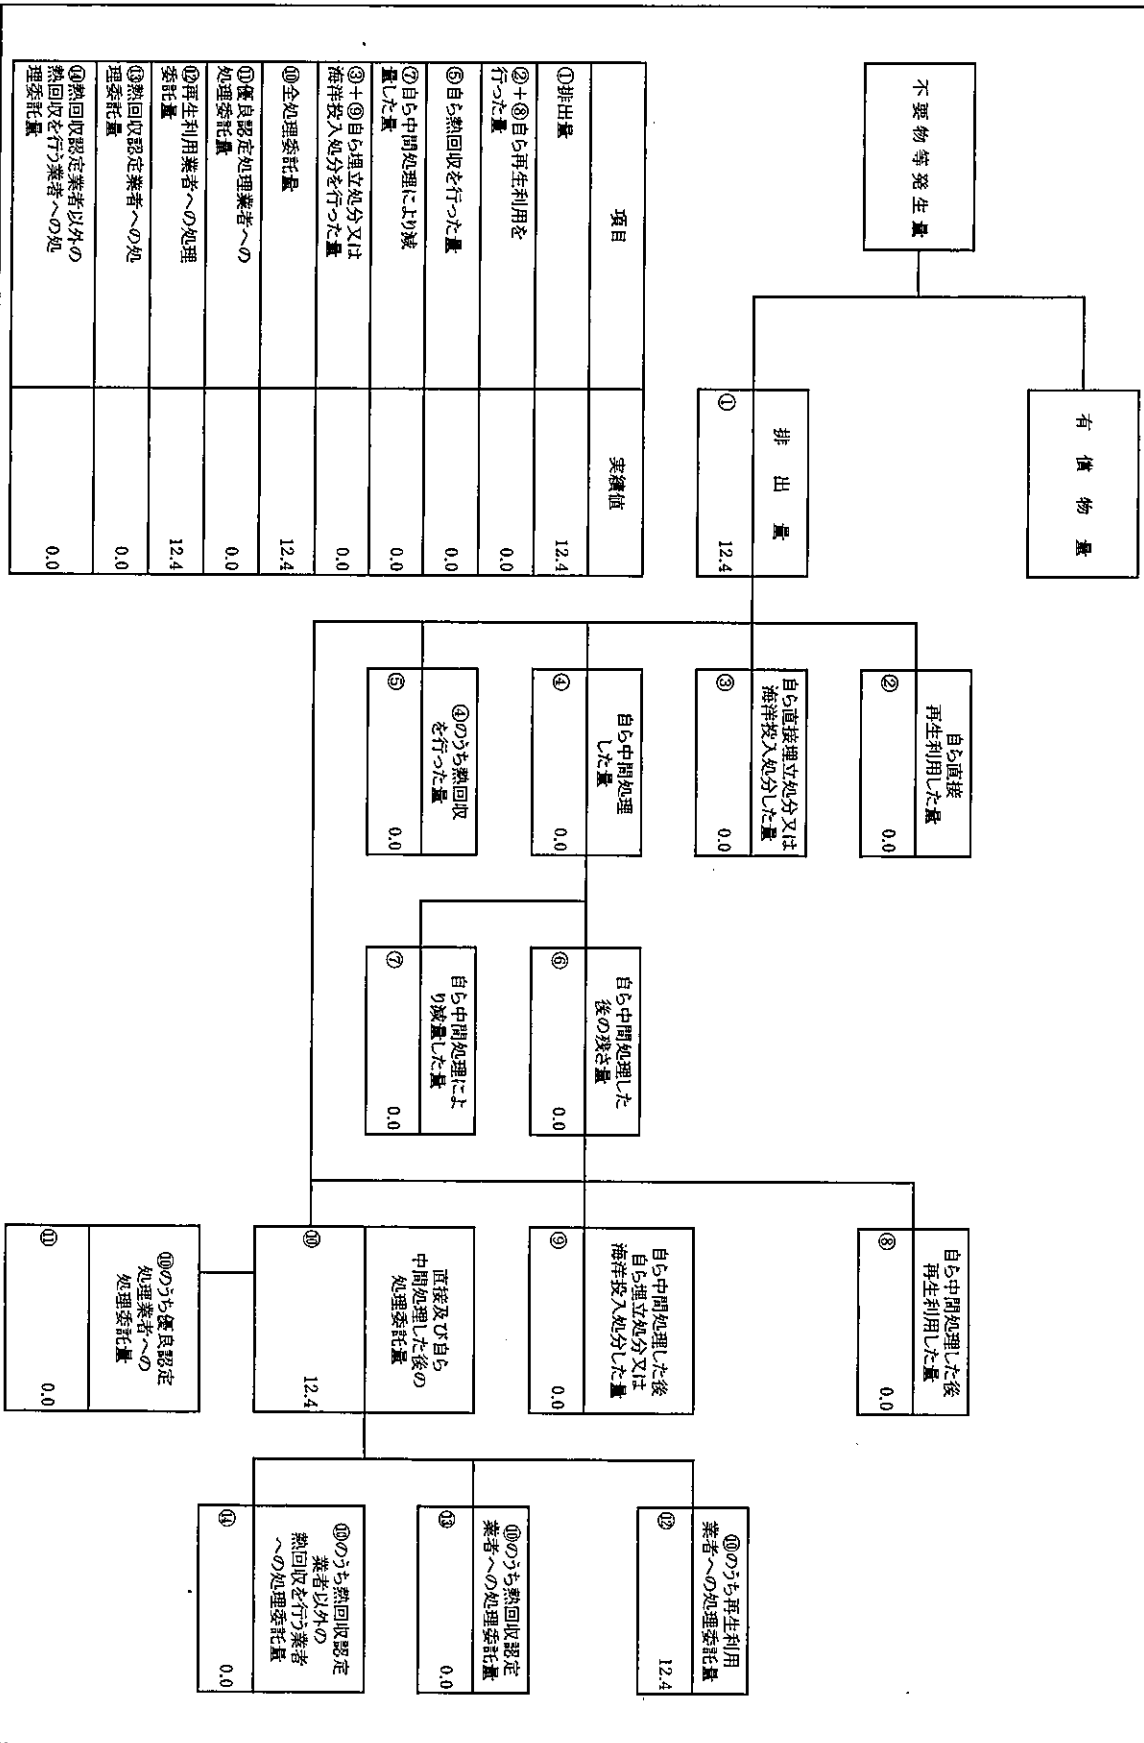 不要物等発生量
有償物量
排出量
①
12.4
自ら直接
再生利用した量
②
0.0
自ら直接埋立処分又は
海洋投入処分した量
③
0.0
自ら中間処理
した量
④
0.0
④のうち熱回収
を行った量
⑤
0.0
自ら中間処理した
後の残さ量
⑥
0.0
自ら中間処理によ
り減量した量
⑦
0.0
自ら中間処理した後
再生利用した量
⑧
0.0
自ら中間処理した後
自ら埋立処分又は
海洋投入処分した量
⑨
0.0
直接及び自ら
中間処理した後の
処理委託量
⑩
12.4
⑩のうち優良認定
処理業者への
処理委託量
⑪
0.0
⑩のうち再生利用
業者への処理委託量
⑫
12.4
⑩のうち熱回収認定
業者への処理委託量
⑬
0.0
⑩のうち熱回収認定
業者以外の
熱回収を行う業者
への処理委託量
⑭
0.0
項目 実績値
①排出量 12.4
②+⑧自ら再生利用を
行った量 0.0
⑤自ら熱回収を行った量 0.0
⑦自ら中間処理により減
量した量 0.0
③+⑨自ら埋立処分又は
海洋投入処分を行った量 0.0
⑩全処理委託量 12.4
⑪優良認定処理業者への
処理委託量 0.0
⑫再生利用業者への処理
委託量 12.4
⑬熱回収認定業者への処
理委託量 0.0
⑭熱回収認定業者以外の
熱回収を行う業者への処
理委託量 0.0